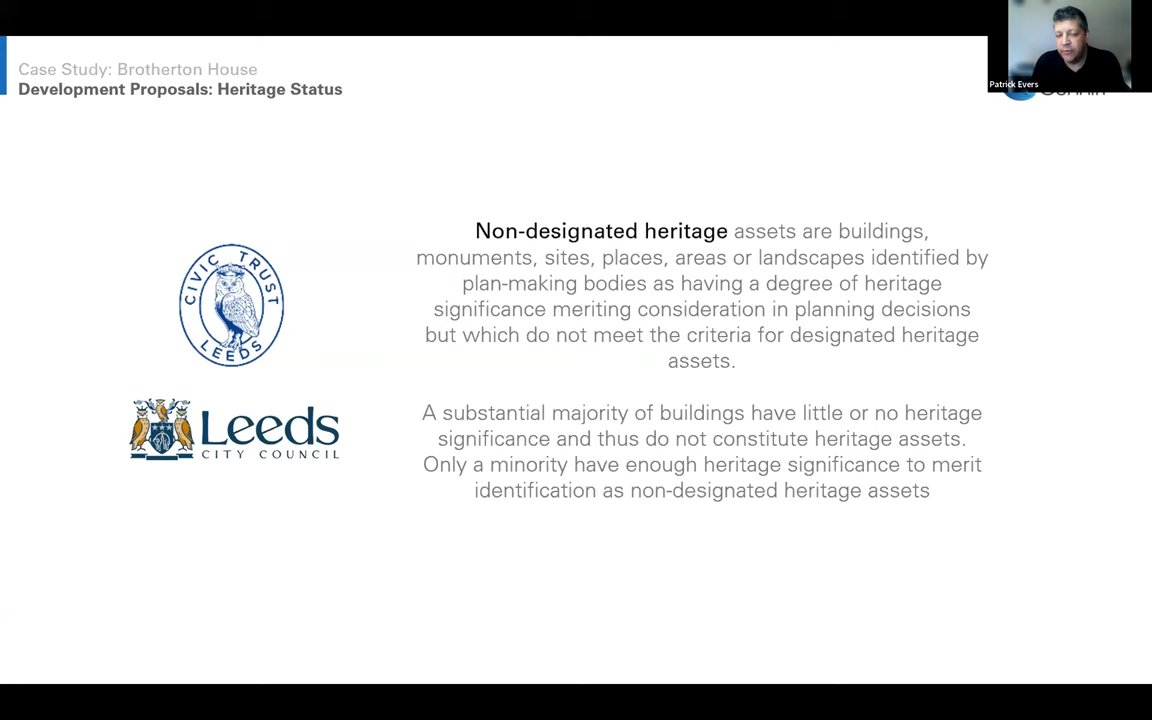 Case Study: Brotherton House
Development Proposals: Heritage Status
Patrick Evers
CIVIC TRUST
LEEDS
Leeds
CITY COUNCIL
Non-designated heritage assets are buildings,
monuments, sites, places, areas or landscapes identified by
plan-making bodies as having a degree of heritage
significance meriting consideration in planning decisions
but which do not meet the criteria for designated heritage
assets.
A substantial majority of buildings have little or no heritage
significance and thus do not constitute heritage assets.
Only a minority have enough heritage significance to merit
identification as non-designated heritage assets